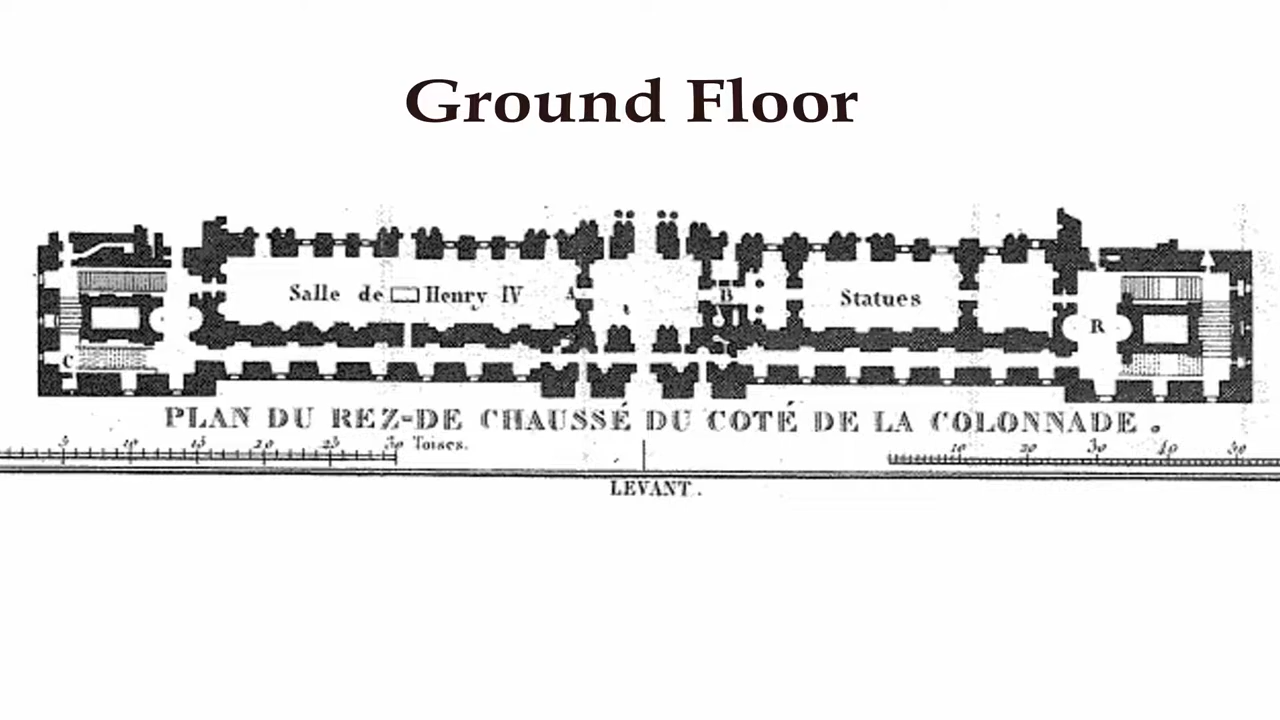 Ground Floor
Salle de Henry IV A B Statues
R
C
PLAN DU REZ-DE CHAUSSÉ DU COTÉ DE LA COLONNADE.
5 10 15 20 25 30 Toises. 10 20 30 40 50
LEVANT.